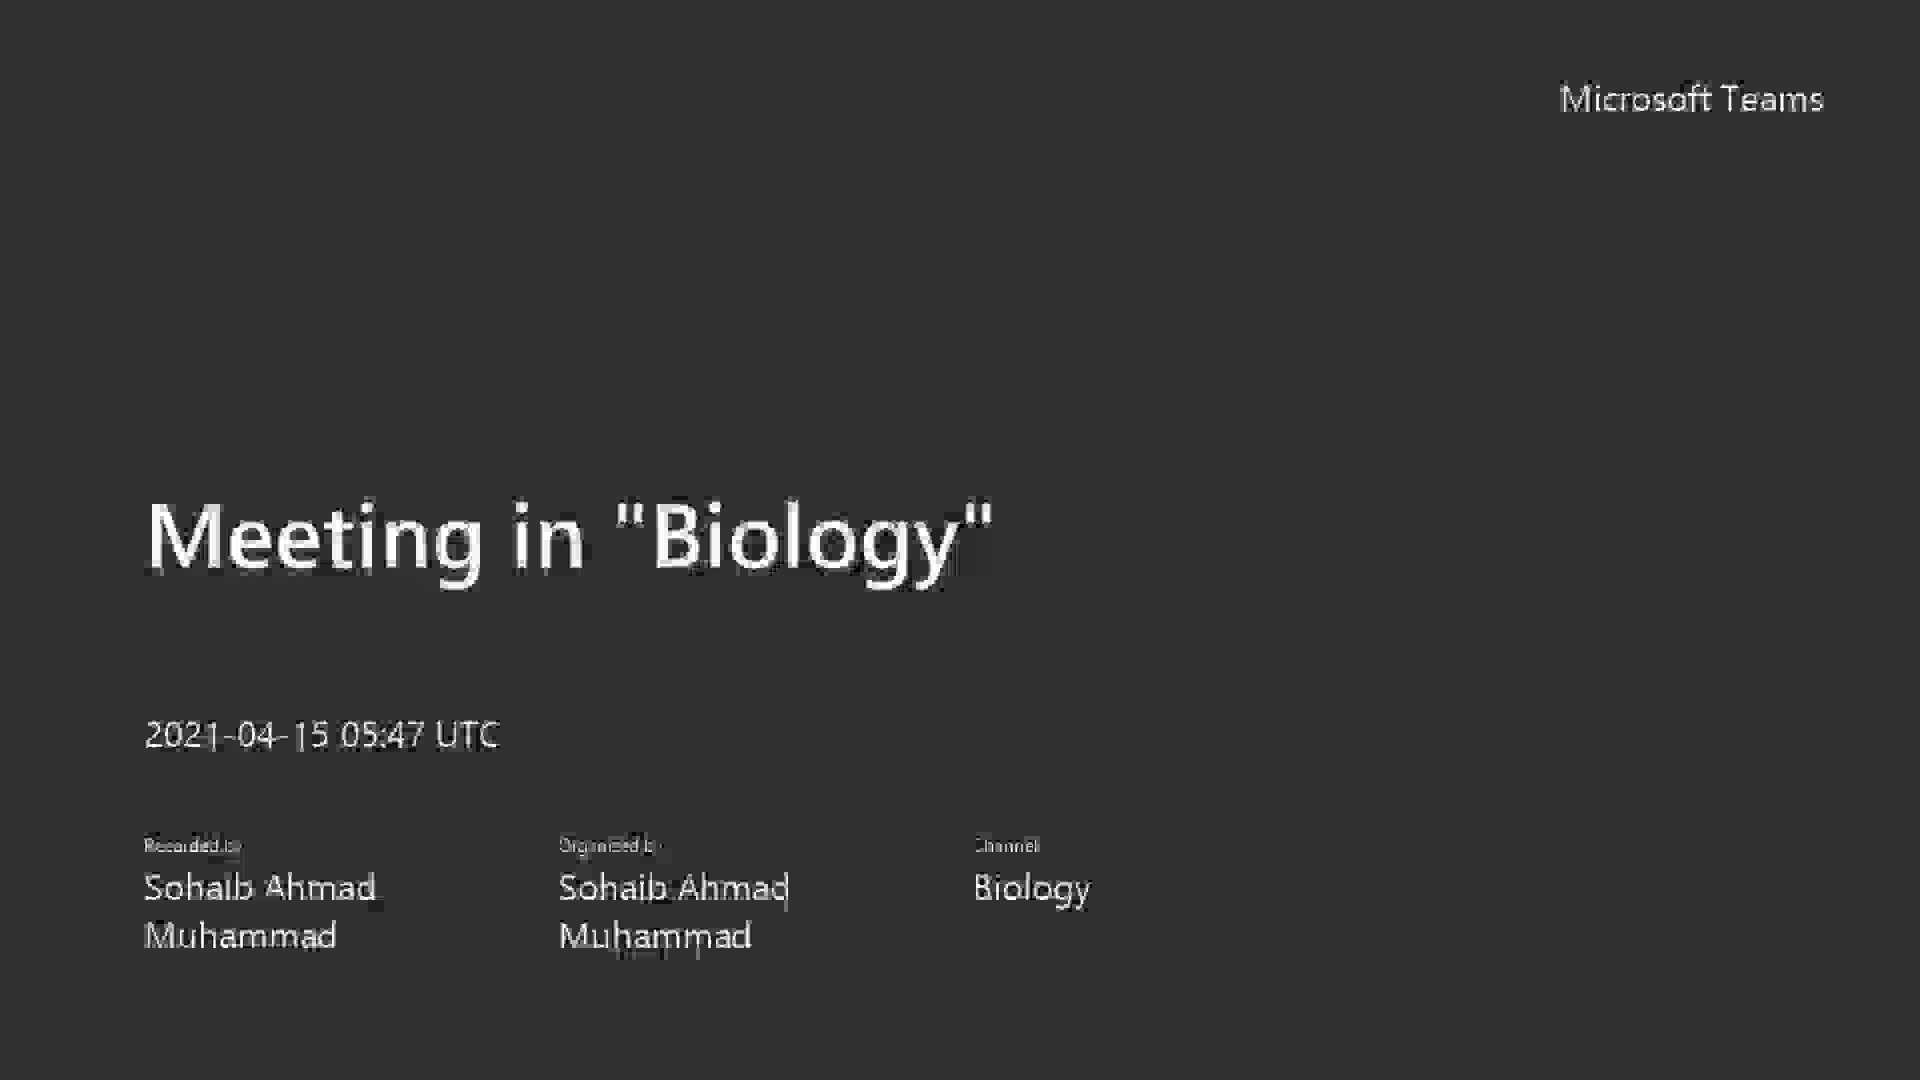 Microsoft Teams
Meeting in "Biology"
2021-04-15 05:47 UTC
Recorded by
Organized by
Channel
Sohaib Ahmad
Muhammad
Sohaib Ahmad
Muhammad
Biology